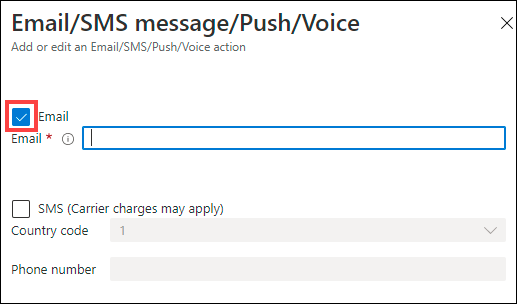 Email/SMS message/Push/Voice
Add or edit an Email/SMS/Push/Voice action
Email
Email *
SMS (Carrier charges may apply)
Country code 1
Phone number